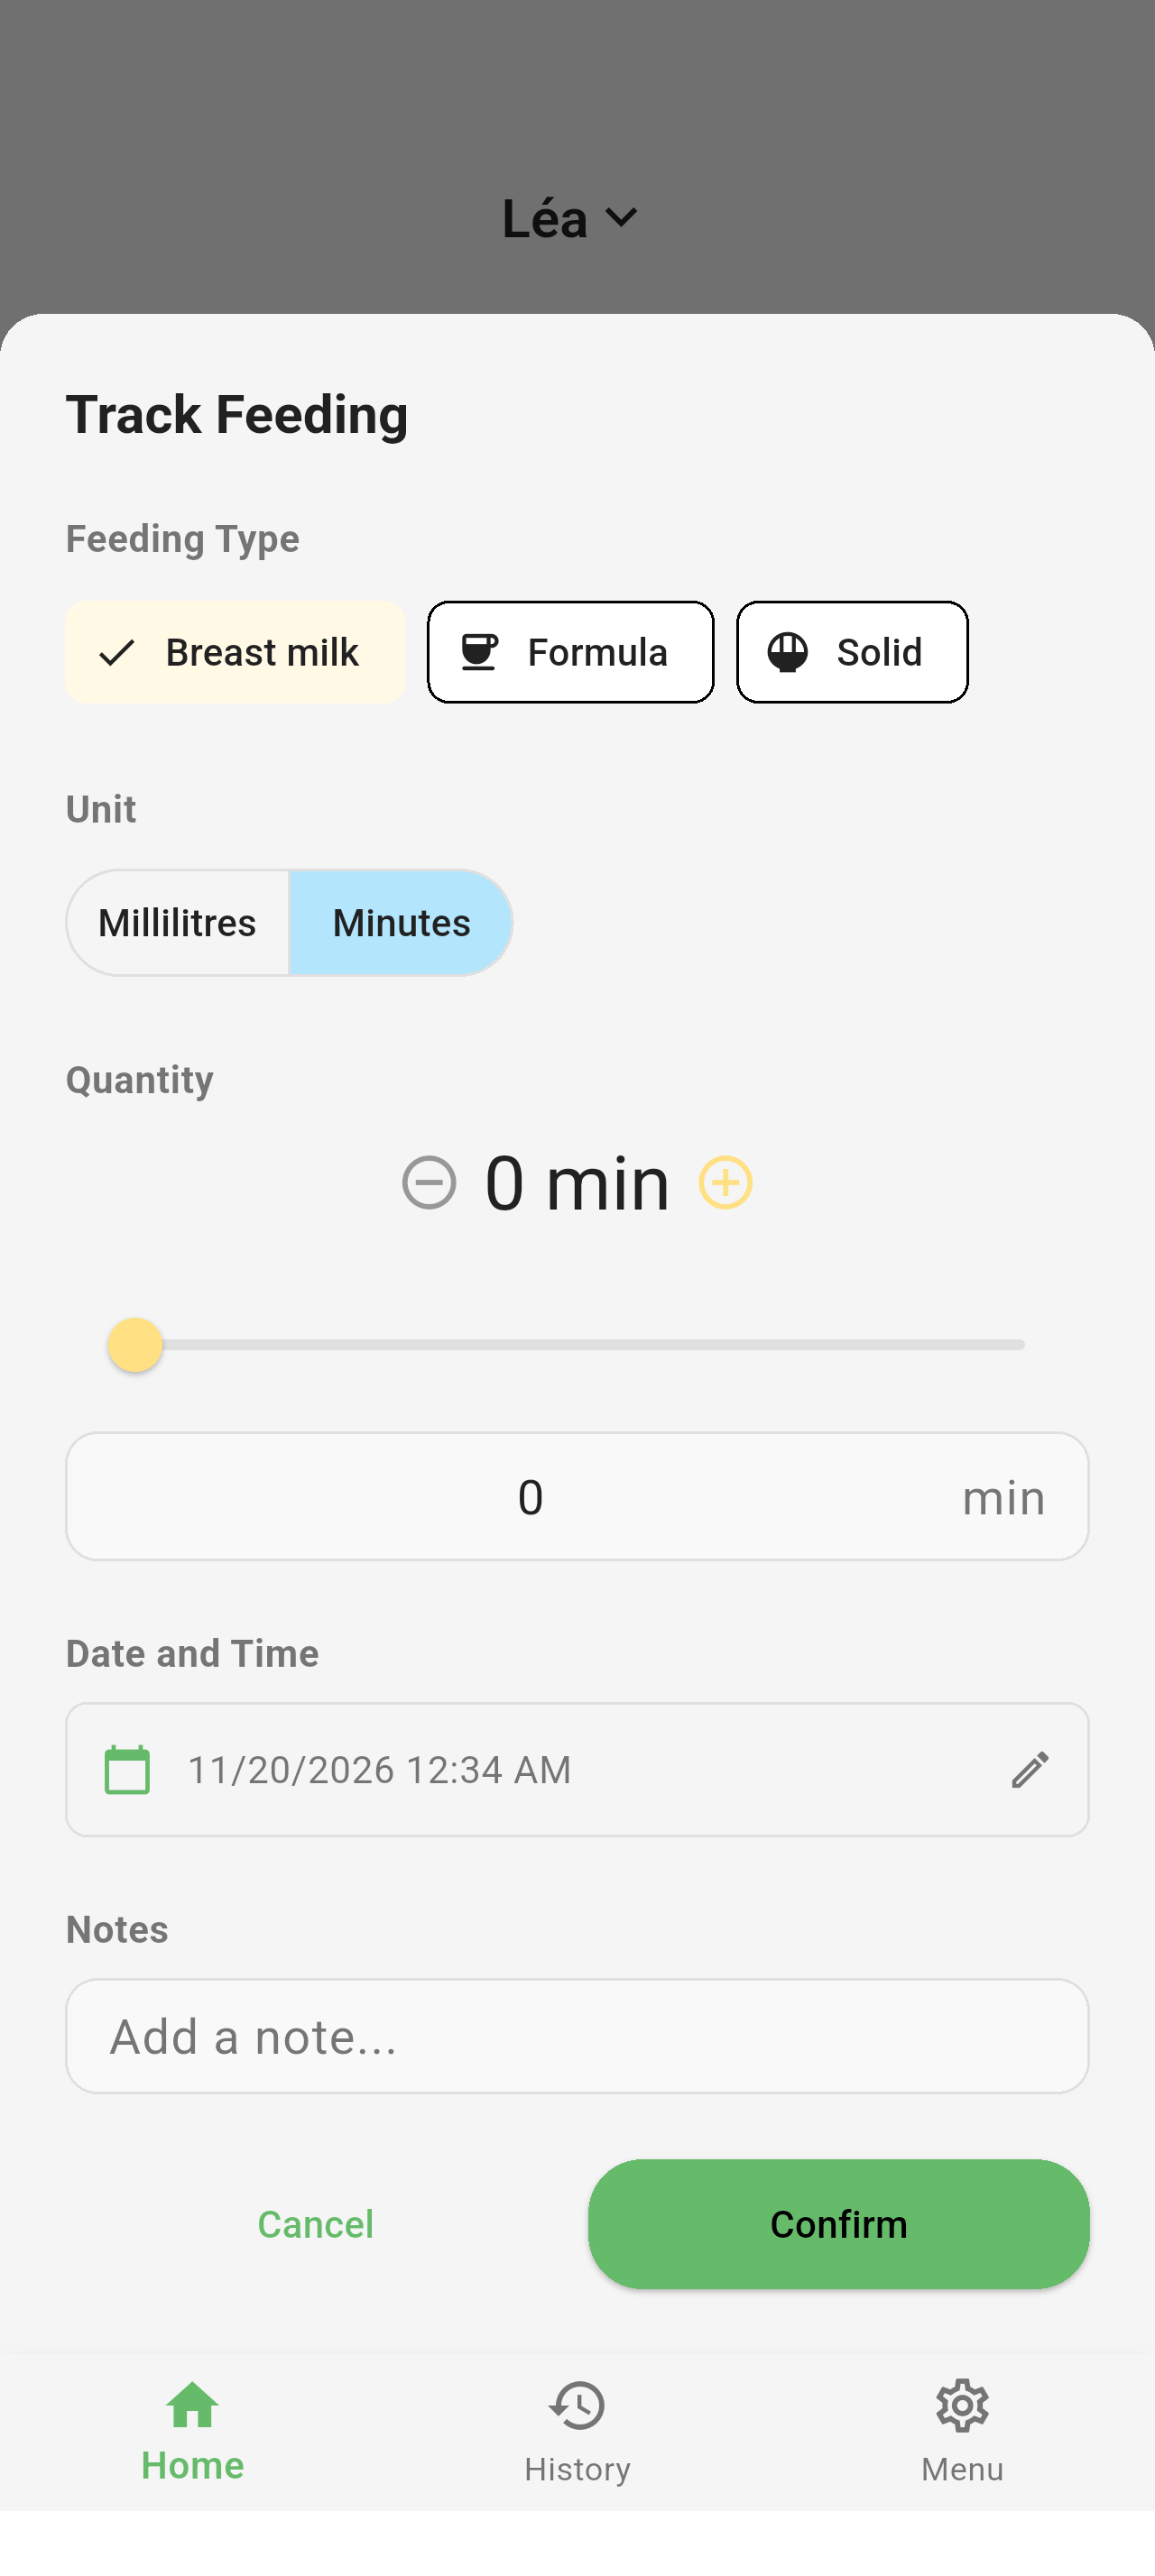 Léa
Track Feeding
Feeding Type
Breast milk Formula Solid
Unit
Millilitres Minutes
Quantity
0 min
0 min
Date and Time
11/20/2026 12:34 AM
Notes
Add a note...
Cancel Confirm
Home History Menu